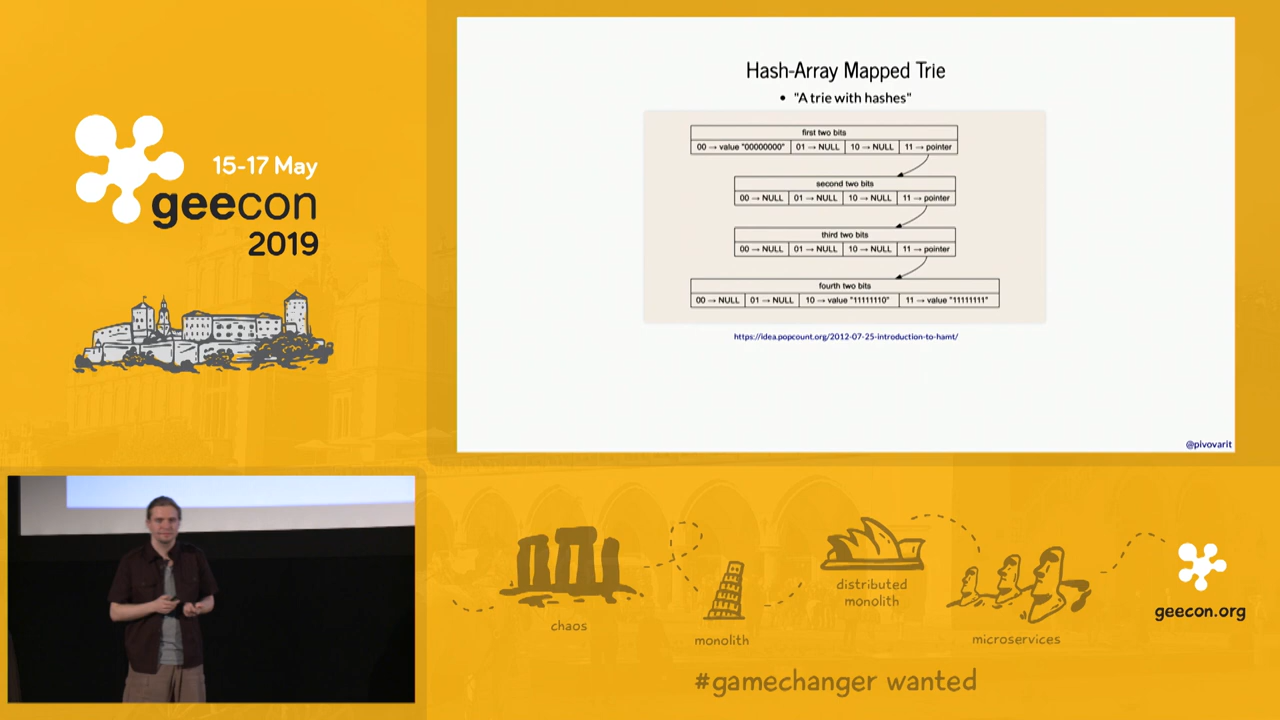 15-17 May
geecon
2019
Hash-Array Mapped Trie
• "A trie with hashes"
first two bits
00 → value "00000000" 01 → NULL 10 → NULL 11 → pointer
second two bits
00 → NULL 01 → NULL 10 → NULL 11 → pointer
third two bits
00 → NULL 01 → NULL 10 → NULL 11 → pointer
fourth two bits
00 → NULL 01 → NULL 10 → value "11111110" 11 → value "11111111"
https://idea.popcount.org/2012-07-25-introduction-to-hamt/
@pivovarit
chaos
monolith
distributed
monolith
microservices
geecon.org
#gamechanger wanted